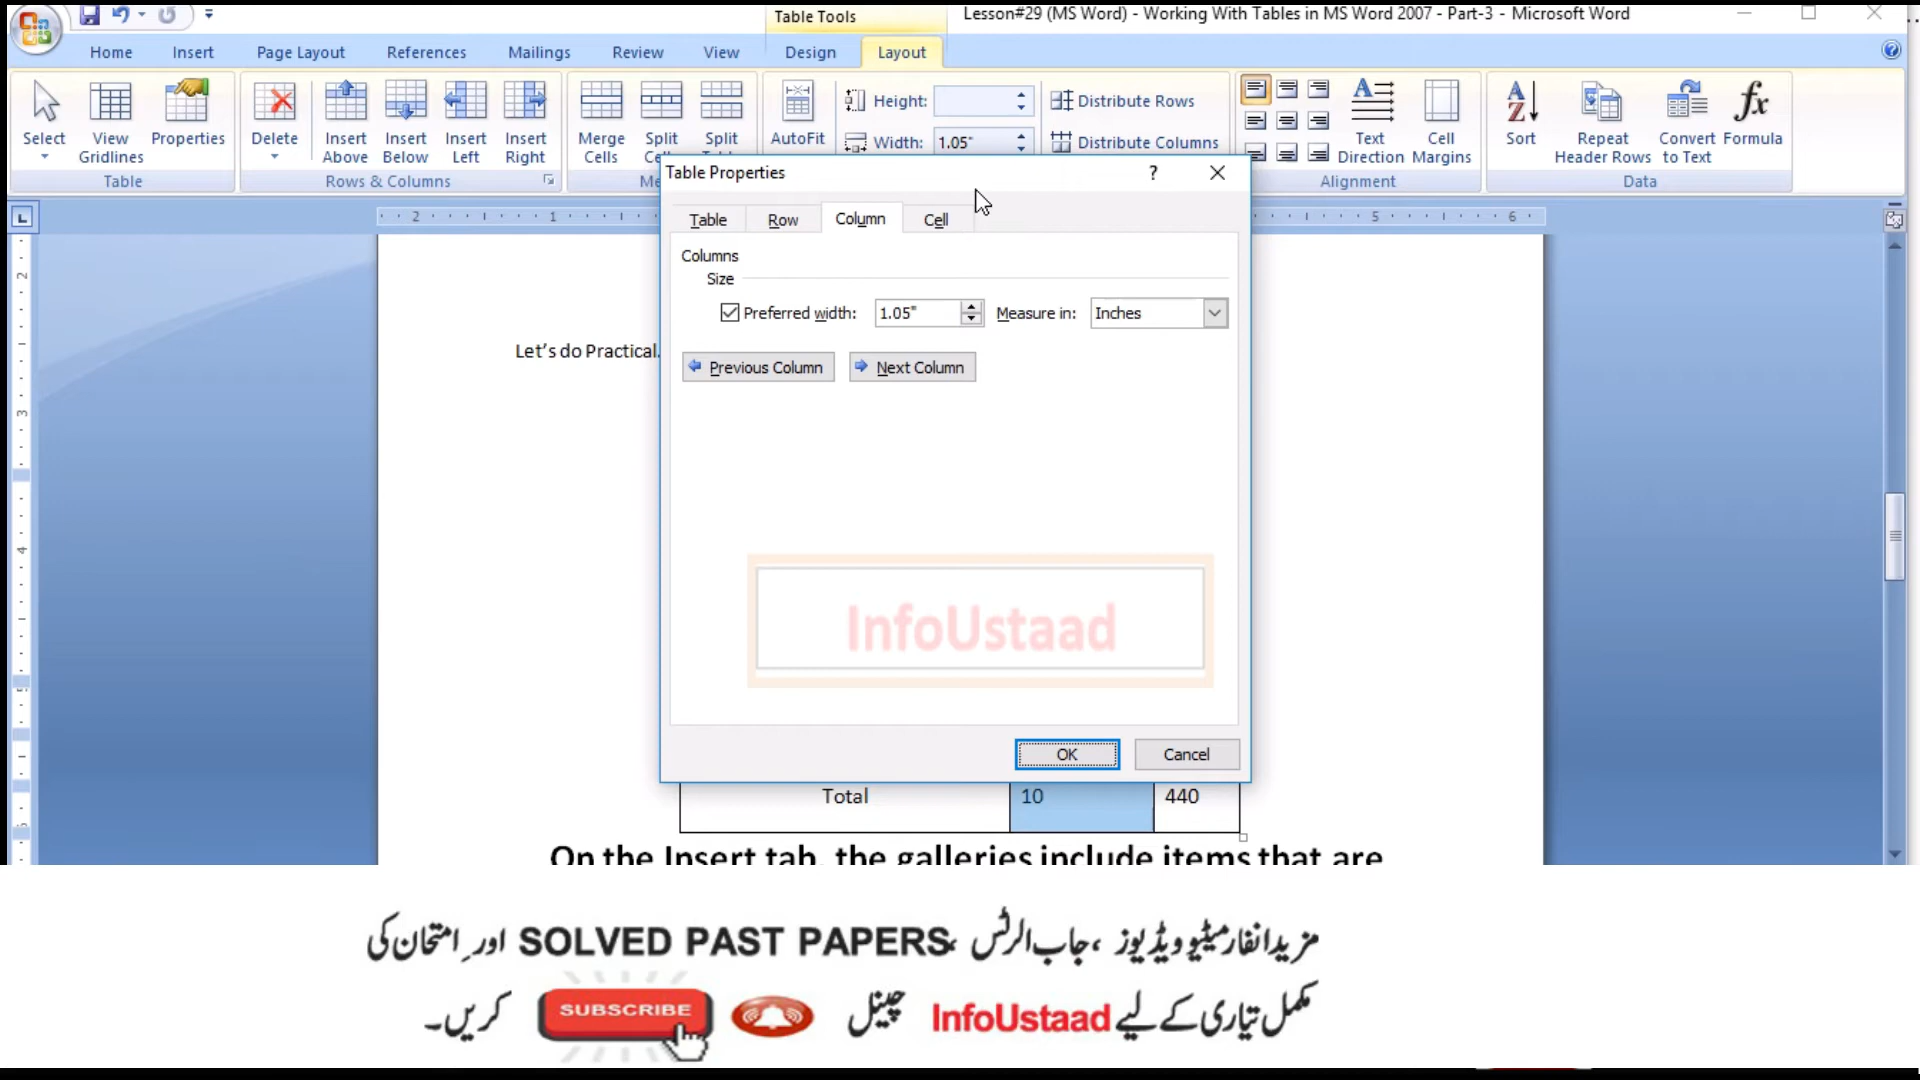 Table Tools
Lesson#29 (MS Word) - Working With Tables in MS Word 2007 - Part-3 - Microsoft Word
Home Insert Page Layout References Mailings Review View Design Layout
Height:
Distribute Rows
Width: 1.05"
Distribute Columns
Select
View Gridlines
Properties
Delete
Insert Above
Insert Below
Insert Left
Insert Right
Merge Cells
Split
Split
AutoFit
Text Direction
Cell Margins
Sort
Repeat Header Rows
Convert to Text
Formula
Table
Rows & Columns
Alignment
Data
Table Properties
Table Row Column Cell
Columns
Size
Preferred width: 1.05" Measure in: Inches
Previous Column Next Column
Let's do Practical.
InfoUstaad
OK Cancel
Total 10 440
On the Insert tab, the galleries include items that are
مزید انفارمیٹیو ویڈیوز ، جاب الرٹس، SOLVED PAST PAPERS اور امتحان کی
مکمل تیاری کے لیے InfoUstaad چینل SUBSCRIBE کریں۔